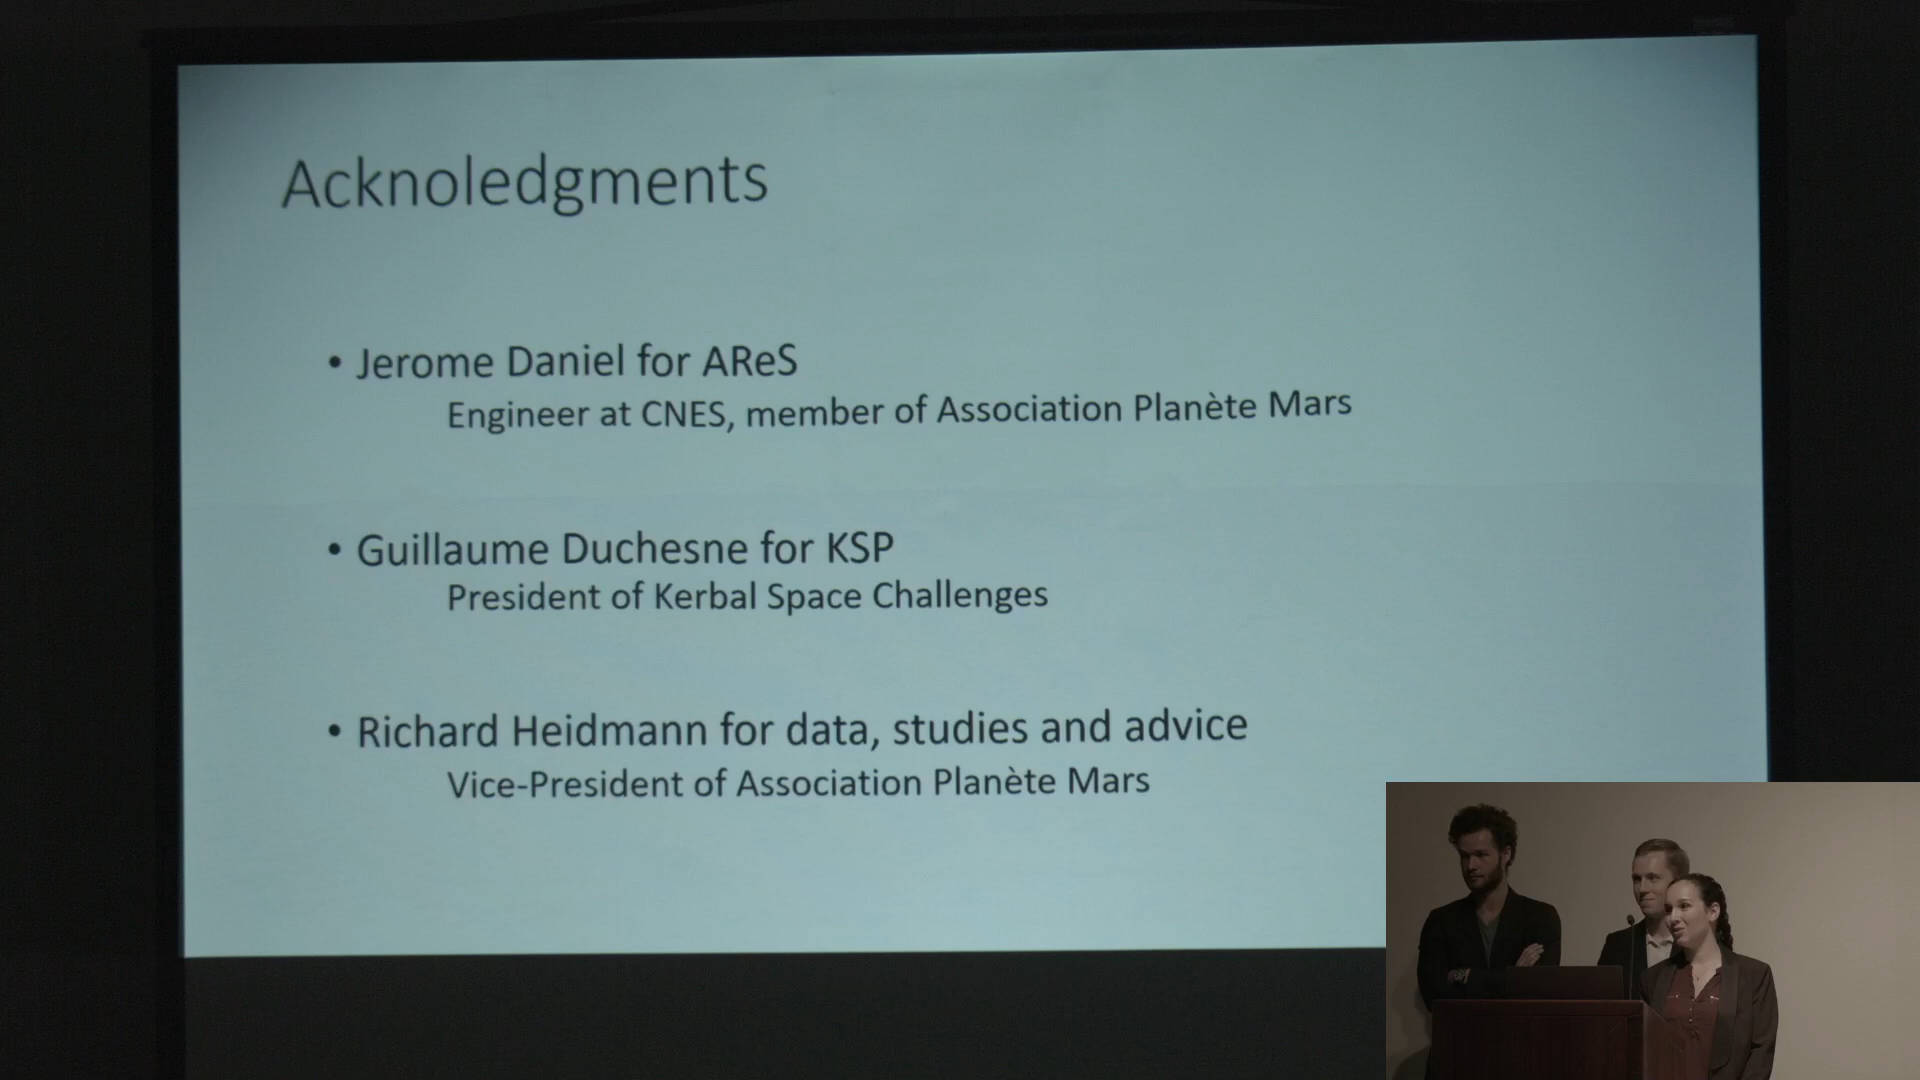 Acknoledgments
• Jerome Daniel for AReS
Engineer at CNES, member of Association Planète Mars
• Guillaume Duchesne for KSP
President of Kerbal Space Challenges
• Richard Heidmann for data, studies and advice
Vice-President of Association Planète Mars